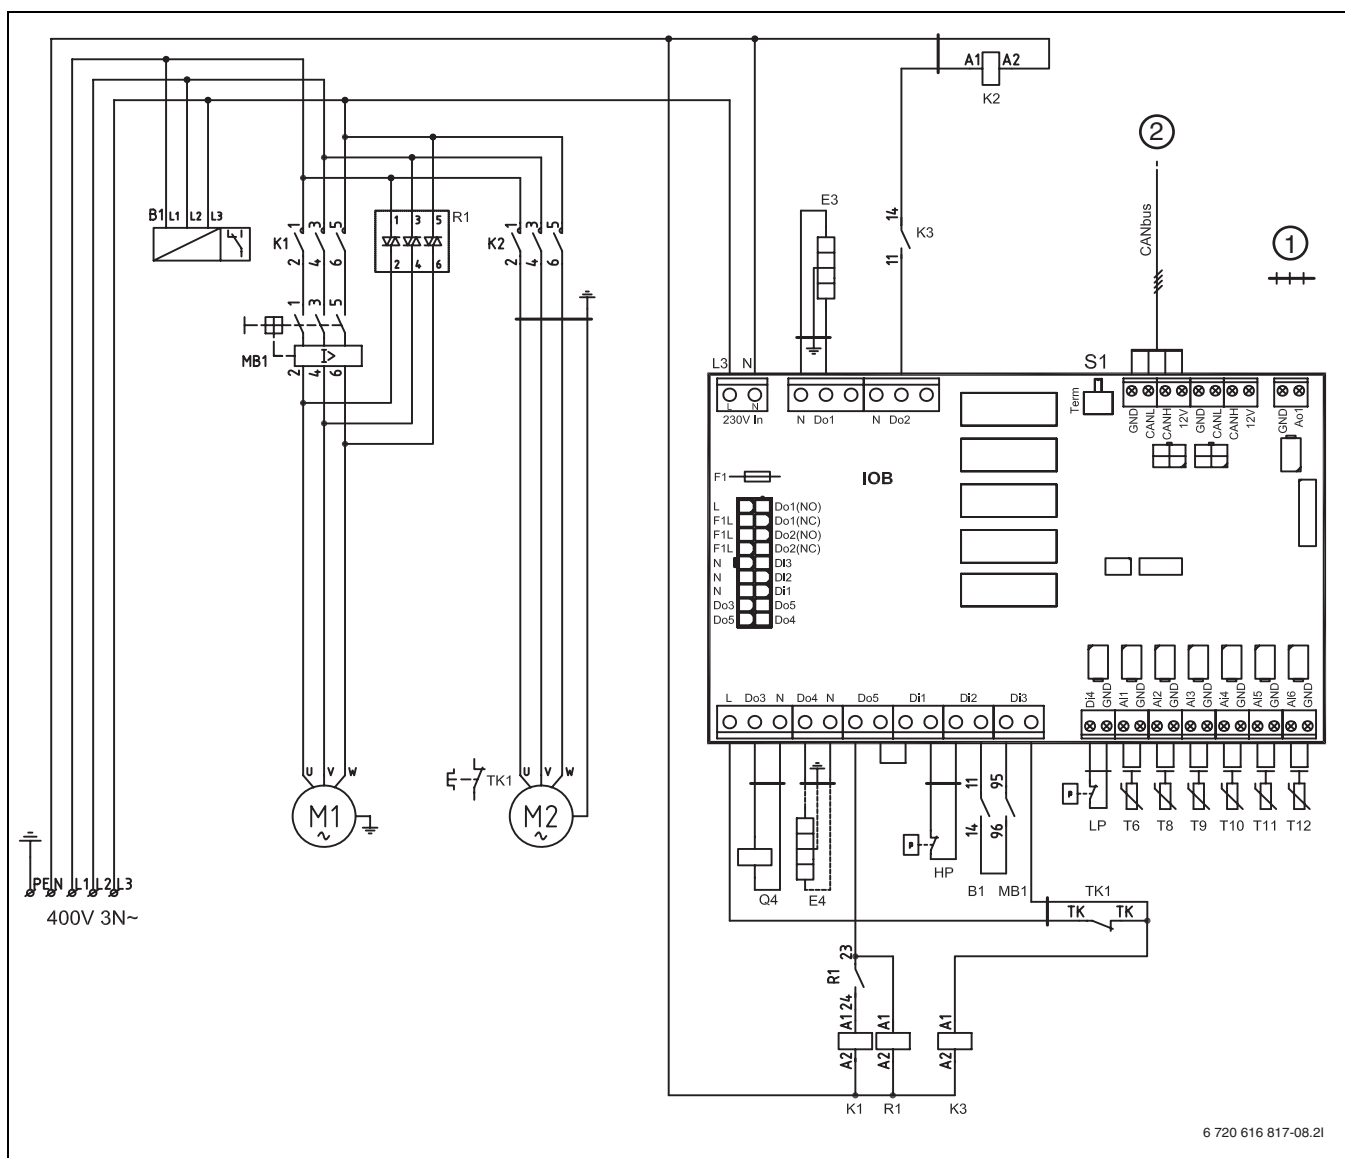 A1 A2
K2
2
CANbus
1
B1 L1 L2 L3
K1
1 3 5
2 4 6
1 3 5
R1
2 4 6
K2
1 3 5
2 4 6
E3
14
K3
11
1 3 5
I>
MB1
2 4 6
L3 N
S1
L N
230V In
N Do1
N Do2
Term
GND
CANL
CANH
12V
GND
CANL
CANH
12V
GND
Ao1
F1
IOB
L Do1(NO)
F1L Do1(NC)
F1L Do2(NO)
F1L Do2(NC)
N DI3
N DI2
N Di1
Do3 Do5
Do5 Do4
L Do3 N Do4 N Do5 Di1 Di2 Di3
Di4
GND
AI1
GND
AI2
GND
AI3
GND
Ai4
GND
AI5
GND
AI6
GND
U V W
M1
~
TK1
U V W
M2
~
11
14
95
96
P
LP T6 T8 T9 T10 T11 T12
P
HP
Q4 E4
B1 MB1
TK1
TK TK
PE N L1 L2 L3
400V 3N~
23
R1
24
A1
A2
A1
A2
A1
A2
K1 R1 K3
6 720 616 817-08.2I